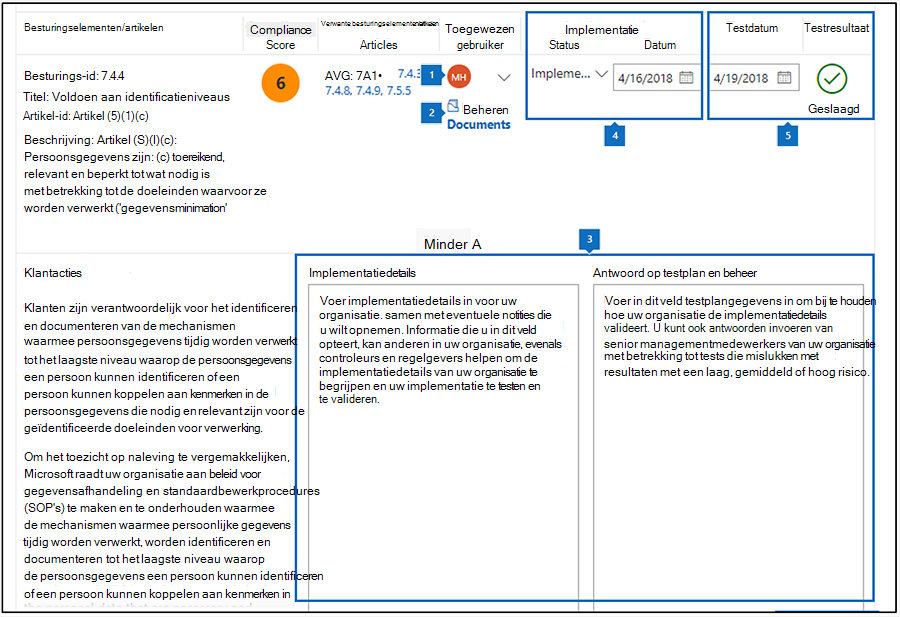 Besturingselementen/artikelen
Compliance
Score
Verwante besturingselementen/artikelen
Articles
Toegewezen
gebruiker
Implementatie
Status
Datum
Testdatum
Testresultaat
Besturings-id: 7.4.4
Titel: Voldoen aan identificatieniveaus
Artikel-id: Artikel (5)(1)(c)
Beschrijving: Artikel (S)(I)(c):
Persoonsgegevens zijn: (c) toereikend,
relevant en beperkt tot wat nodig is
met betrekking tot de doeleinden waarvoor ze
worden verwerkt ('gegevensminimation'
6
AVG: 7A1•
7.4.3
7.4.8, 7.4.9, 7.5.5
1
MH
2
Beheren
Documents
Impleme...
4/16/2018
4/19/2018
Geslaagd
4
5
Minder A
3
Klantacties
Klanten zijn verantwoordelijk voor het identificeren
en documenteren van de mechanismen
waarmee persoonsgegevens tijdig worden verwerkt
tot het laagste niveau waarop de persoonsgegevens
een persoon kunnen identificeren of een
persoon kunnen koppelen aan kenmerken in de
persoonsgegevens die nodig en relevant zijn voor de
geïdentificeerde doeleinden voor verwerking.
Om het toezicht op naleving te vergemakkelijken,
Microsoft raadt uw organisatie aan beleid voor
gegevensafhandeling en standaardbewerkprocedures
(SOP's) te maken en te onderhouden waarmee
de mechanismen waarmee persoonlijke gegevens
tijdig worden verwerkt, worden identificeren en
documenteren tot het laagste niveau waarop
de persoonsgegevens een persoon kunnen identificeren
of een persoon kunnen koppelen aan kenmerken in
Implementatiedetails
Voer implementatiedetails in voor uw
organisatie. samen met eventuele notities die
u wilt opnemen. Informatie die u in dit veld
opteert, kan anderen in uw organisatie, evenals
controleurs en regelgevers helpen om de
implementatiedetails van uw organisatie te
begrijpen en uw implementatie te testen en
te valideren.
Antwoord op testplan en beheer
Voer in dit veld testplangegevens in om bij te houden
hoe uw organisatie de implementatiedetails
valideert. U kunt ook antwoorden invoeren van
senior managementmedewerkers van uw organisatie
met betrekking tot tests die mislukken met
resultaten met een laag, gemiddeld of hoog risico.